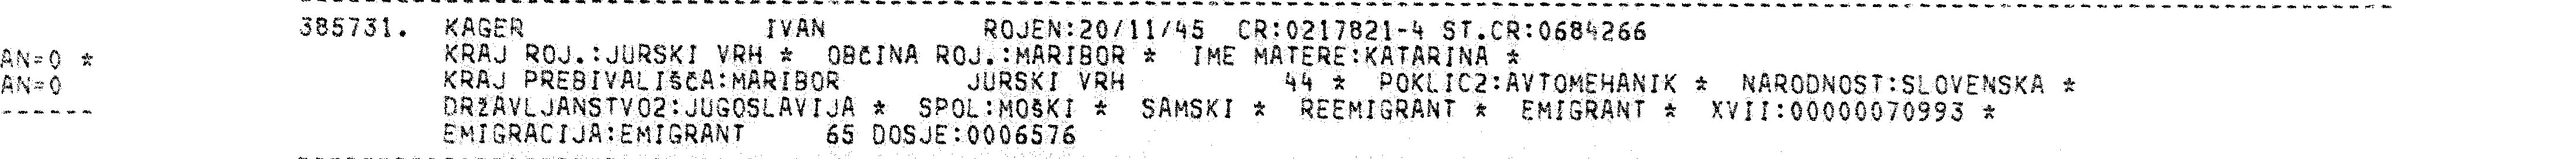 385731. KAGER IVAN ROJEN:20/11/45 CR:0217821-4 ST.CR:0684266
AN=0 * KRAJ ROJ.:JURSKI VRH * OBČINA ROJ.:MARIBOR * IME MATERE:KATARINA *
AN=0 KRAJ PREBIVALIŠČA:MARIBOR JURSKI VRH 44 * POKLIC2:AVTOMEHANIK * NARODNOST:SLOVENSKA *
------ DRŽAVLJANSTVO2:JUGOSLAVIJA * SPOL:MOŠKI * SAMSKI * REEMIGRANT * EMIGRANT * XVII:00000070993 *
EMIGRACIJA:EMIGRANT 65 DOSJE:0006576